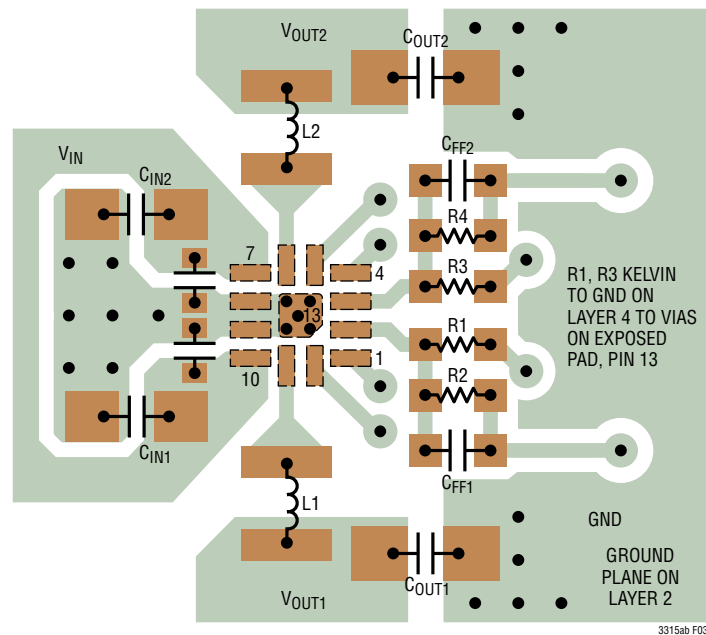 VOUT2
COUT2
L2
VIN
CIN2
CFF2
R4
7
4
R3
13
R1, R3 KELVIN
TO GND ON
LAYER 4 TO VIAS
ON EXPOSED
PAD, PIN 13
R1
10
1
R2
CIN1
CFF1
L1
GND
GROUND
PLANE ON
LAYER 2
VOUT1
COUT1
3315ab F03